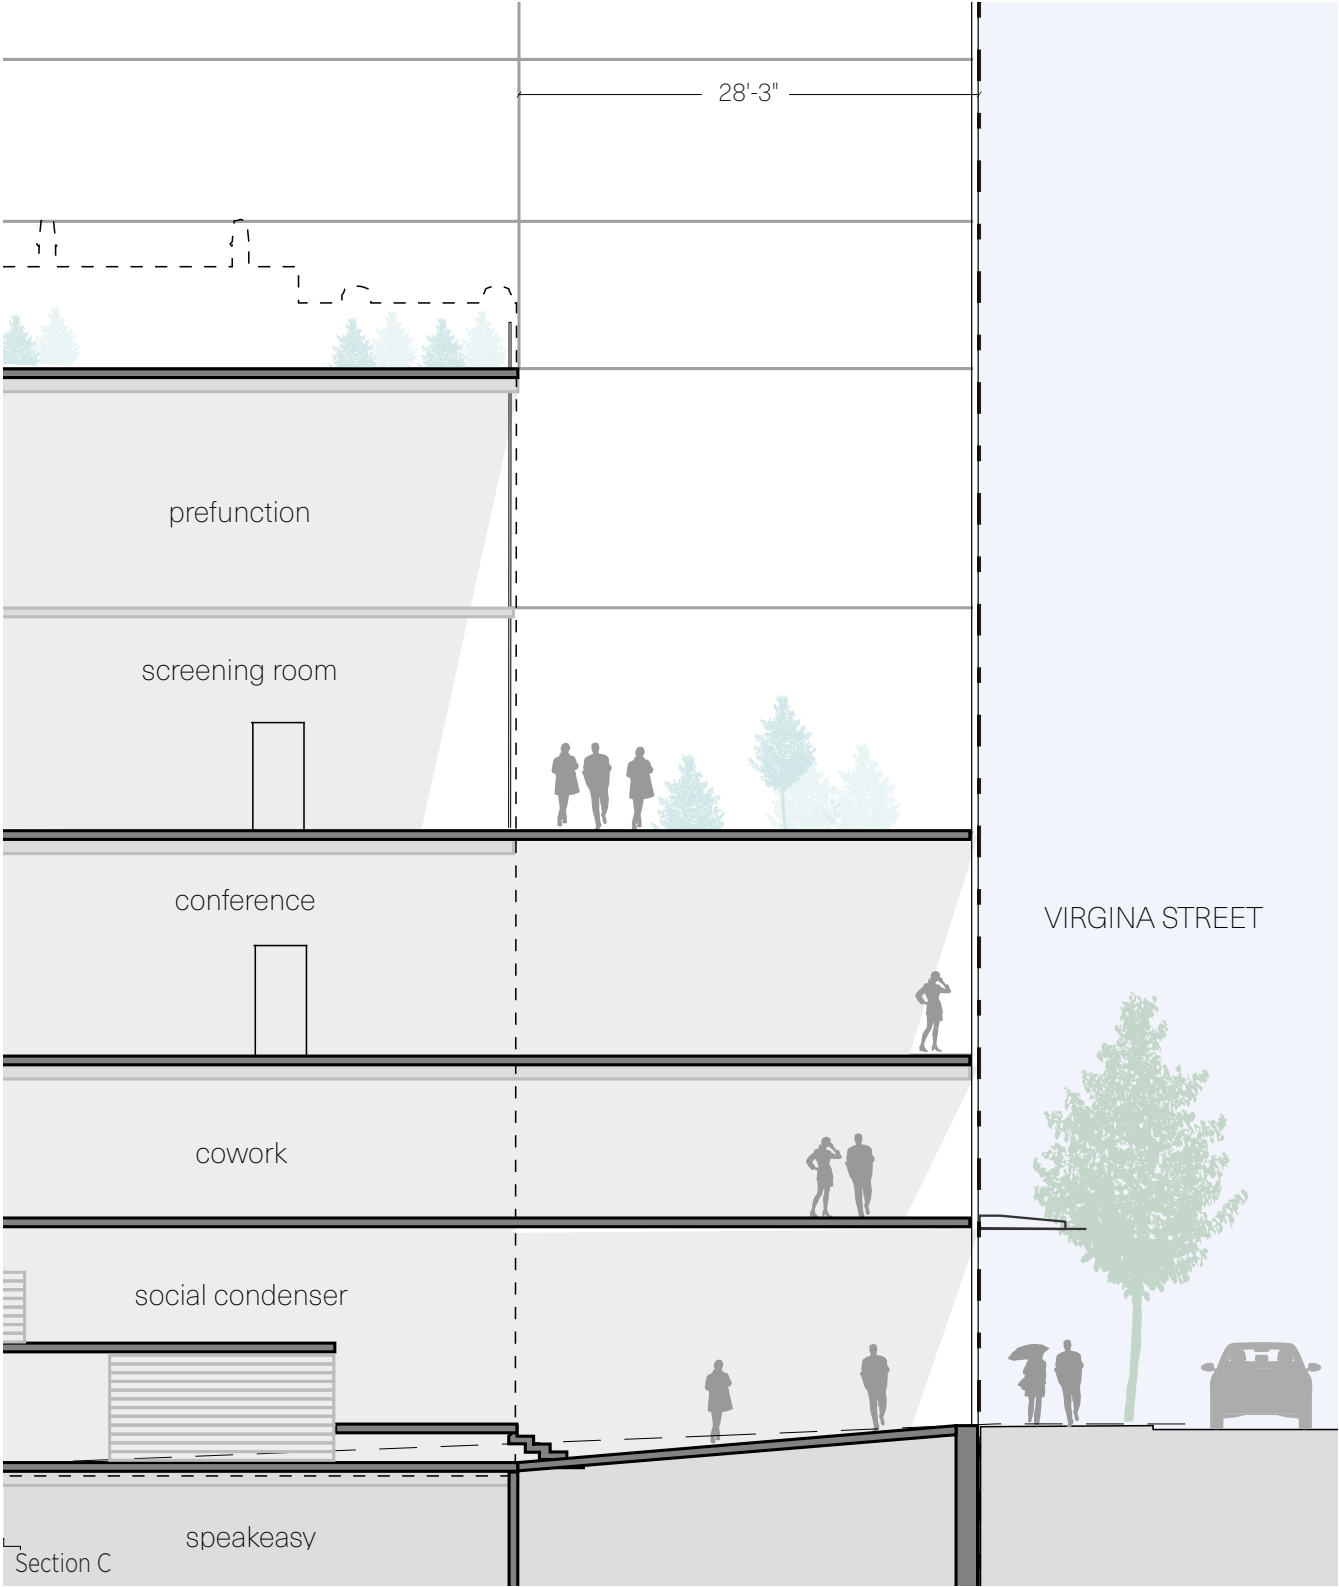 28'-3"
prefunction
screening room
conference
VIRGINA STREET
cowork
social condenser
speakeasy
Section C